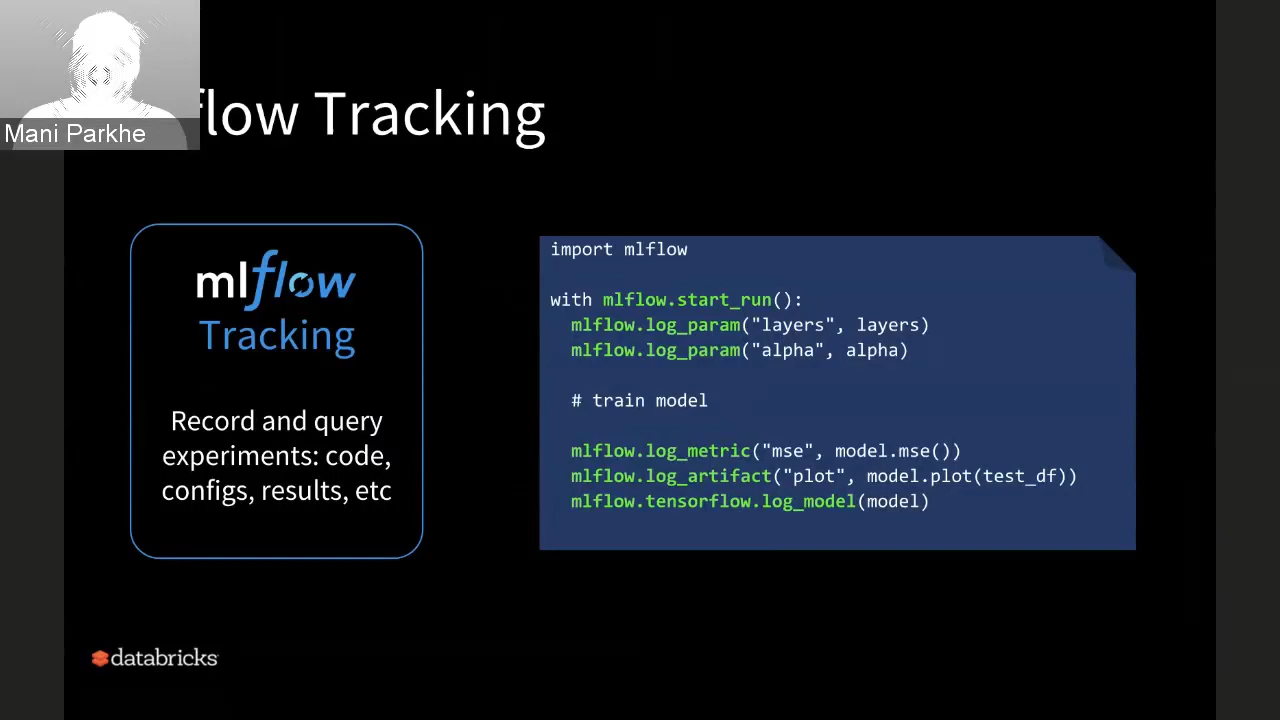 flow Tracking
Mani Parkhe
mlflow
Tracking
Record and query
experiments: code,
configs, results, etc
import mlflow
with mlflow.start_run():
mlflow.log_param("layers", layers)
mlflow.log_param("alpha", alpha)
# train model
mlflow.log_metric("mse", model.mse())
mlflow.log_artifact("plot", model.plot(test_df))
mlflow.tensorflow.log_model(model)
databricks